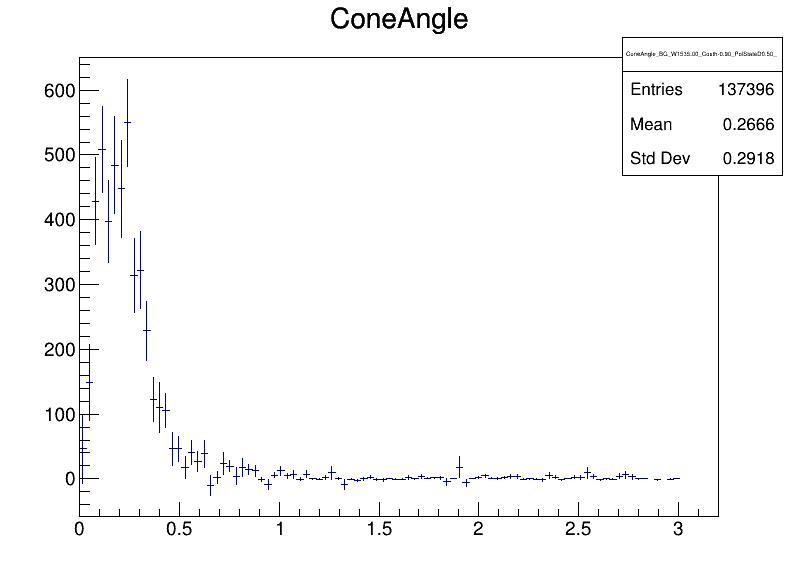 ConeAngle
ConeAngle_BG_W1535.00_Costh-0.90_PolStateD0.50_
Entries 137396
Mean 0.2666
Std Dev 0.2918
600
500
400
300
200
100
0
0 0.5 1 1.5 2 2.5 3